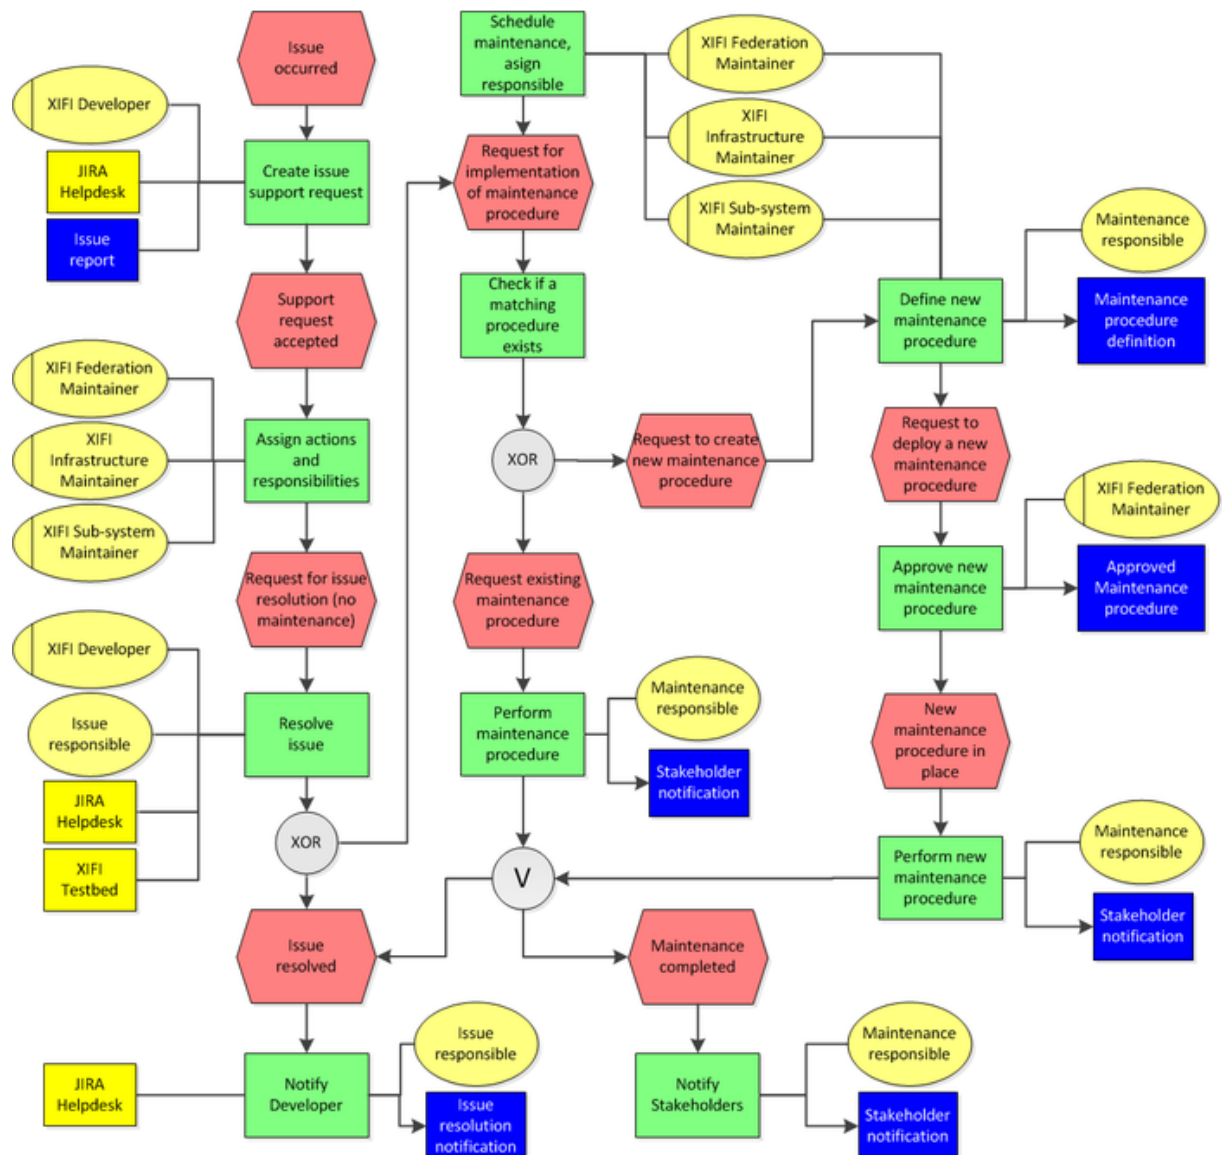 Issue
occurred
XIFI Developer
JIRA
Helpdesk
Issue
report
Create issue
support request
Support
request
accepted
XIFI Federation
Maintainer
XIFI
Infrastructure
Maintainer
XIFI Sub-system
Maintainer
Assign actions
and
responsibilities
Request for issue
resolution (no
maintenance)
XIFI Developer
Issue
responsible
JIRA
Helpdesk
XIFI
Testbed
Resolve
issue
XOR
Issue
resolved
JIRA
Helpdesk
Notify
Developer
Issue
responsible
Issue
resolution
notification
Schedule
maintenance,
asign
responsible
XIFI Federation
Maintainer
XIFI
Infrastructure
Maintainer
XIFI Sub-system
Maintainer
Request for
implementation
of maintenance
procedure
Check if a
matching
procedure
exists
XOR
Request to create
new maintenance
procedure
Request existing
maintenance
procedure
Perform
maintenance
procedure
Maintenance
responsible
Stakeholder
notification
V
Maintenance
completed
Notify
Stakeholders
Maintenance
responsible
Stakeholder
notification
Define new
maintenance
procedure
Maintenance
responsible
Maintenance
procedure
definition
Request to
deploy a new
maintenance
procedure
Approve new
maintenance
procedure
XIFI Federation
Maintainer
Approved
Maintenance
procedure
New
maintenance
procedure in
place
Perform new
maintenance
procedure
Maintenance
responsible
Stakeholder
notification